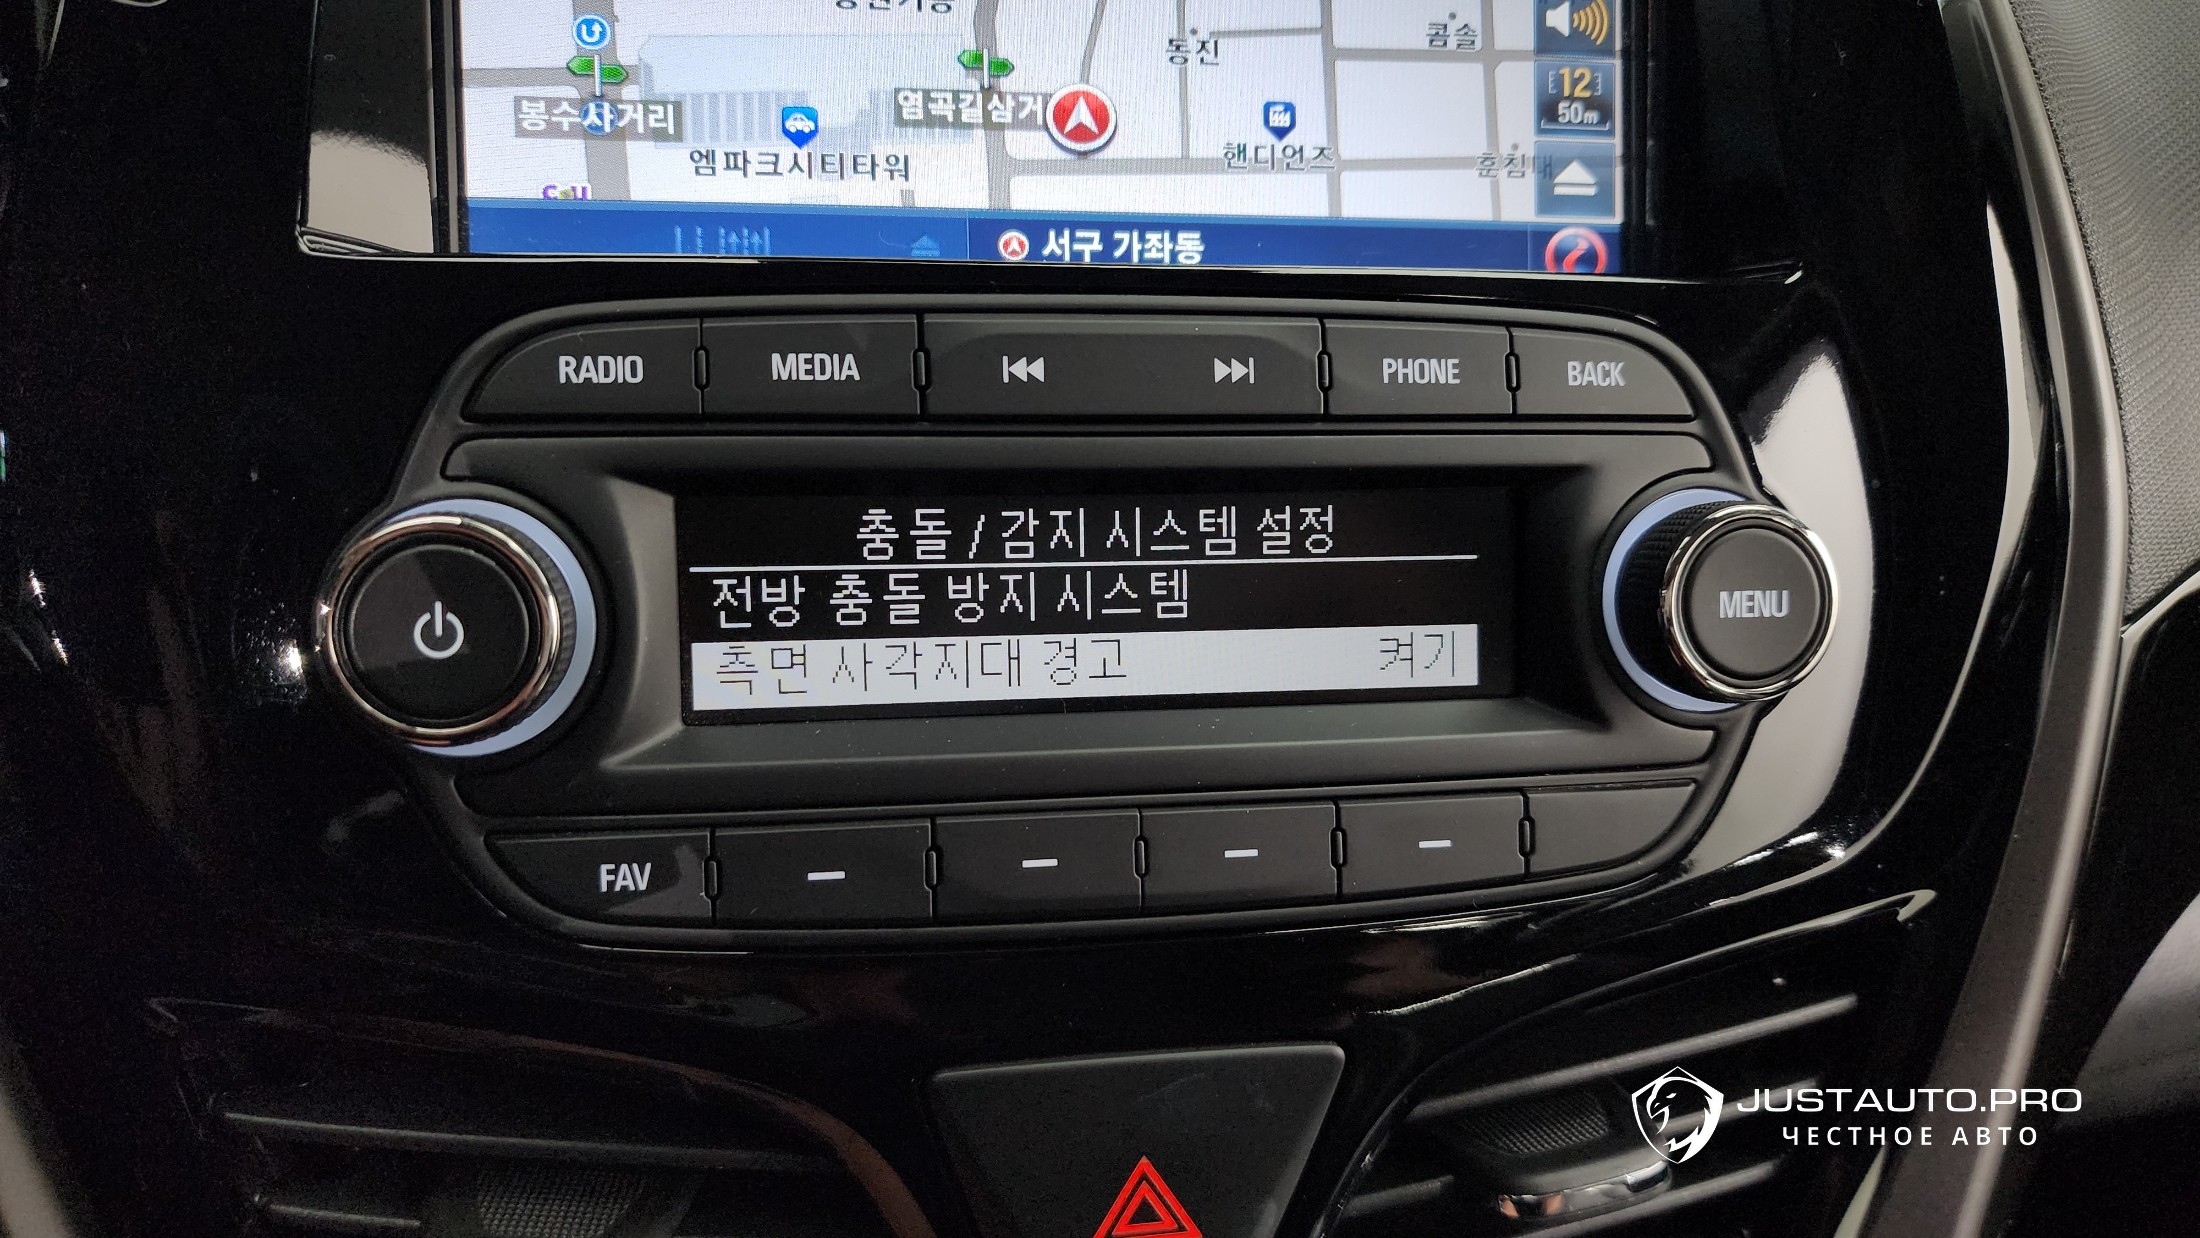 콤솔
동진
12
50m
봉수사거리
염곡길삼거
엠파크시티타워
핸디언즈
서구 가좌동
RADIO
MEDIA
PHONE
BACK
충돌/감지 시스템 설정
전방 충돌 방지 시스템
측면 사각지대 경고 켜기
MENU
FAV
JUSTAUTO.PRO
ЧЕСТНОЕ АВТО